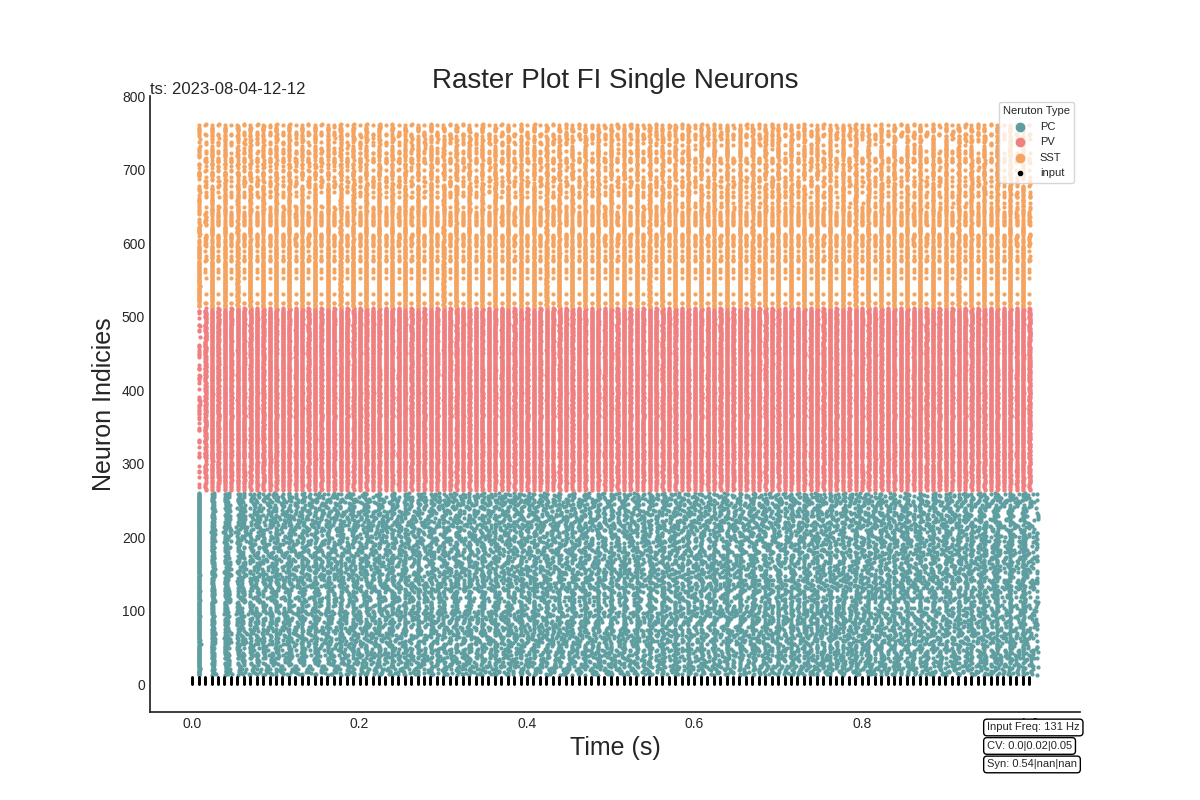 Raster Plot FI Single Neurons
ts: 2023-08-04-12-12
Neruton Type
PC
PV
SST
input
Neuron Indicies
800
700
600
500
400
300
200
100
0
0.0 0.2 0.4 0.6 0.8
Time (s)
Input Freq: 131 Hz
CV: 0.0|0.02|0.05
Syn: 0.54|nan|nan